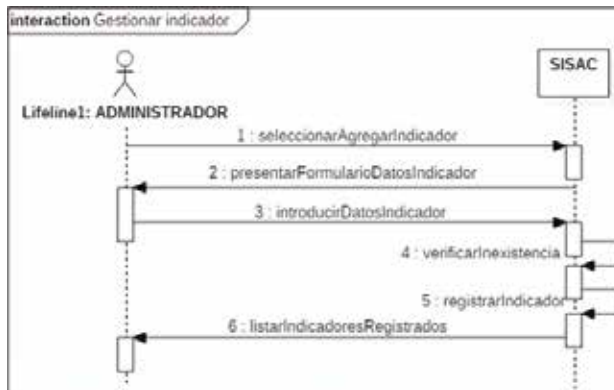 interaction Gestionar indicador
SISAC
Lifeline1: ADMINISTRADOR
1 : seleccionarAgregarIndicador
2 : presentarFormularioDatosIndicador
3 : introducirDatosIndicador
4 : verificarInexistencia
5 : registrarIndicador
6 : listarIndicadoresRegistrados